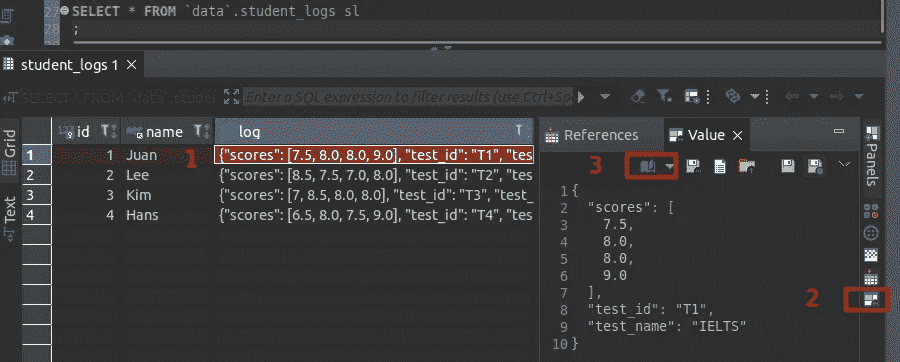 27 SELECT * FROM `data`.student_logs sl
28 ;
student_logs 1
SELECT * FROM `data`.studen Enter a SQL expression to filter results (use Ctrl+Sp
Grid
Text
123 id name log
1 1 Juan 1 {"scores": [7.5, 8.0, 8.0, 9.0], "test_id": "T1", "tes
2 2 Lee {"scores": [8.5, 7.5, 7.0, 8.0], "test_id": "T2", "tes
3 3 Kim {"scores": [7, 8.5, 8.0, 8.0], "test_id": "T3", "test_
4 4 Hans {"scores": [6.5, 8.0, 7.5, 9.0], "test_id": "T4", "tes
References Value
3
1 {
2 "scores": [
3 7.5,
4 8.0,
5 8.0,
6 9.0
7 ],
8 "test_id": "T1",
9 "test_name": "IELTS"
10 }
Panels
2